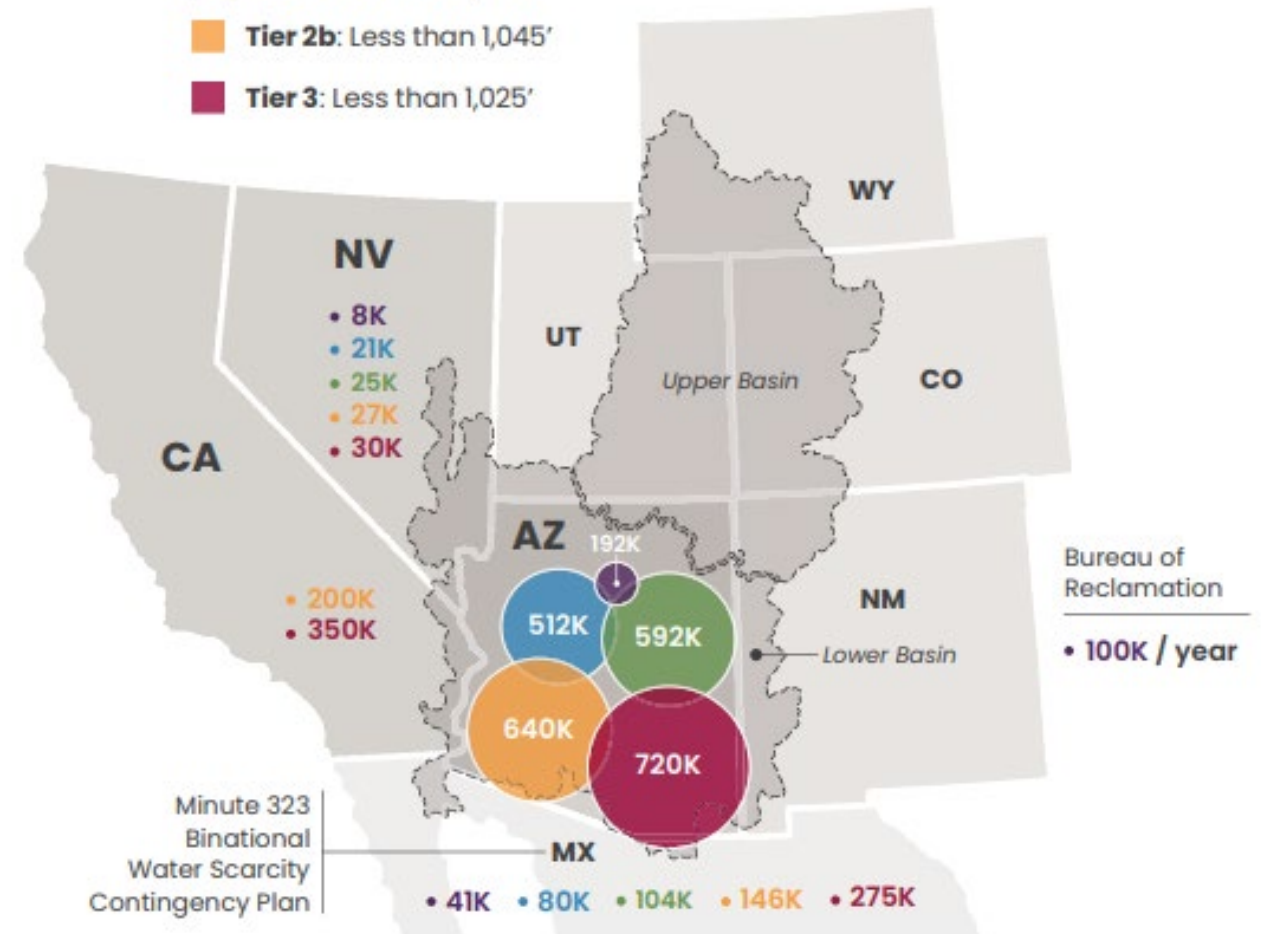 Tier 2b: Less than 1,045’
Tier 3: Less than 1,025’
WY
NV
• 8K
• 21K
• 25K
• 27K
• 30K
UT
Upper Basin
CO
CA
AZ
192K
512K
592K
640K
720K
• 200K
• 350K
NM
Lower Basin
Bureau of
Reclamation
• 100K / year
Minute 323
Binational
Water Scarcity
Contingency Plan
MX
• 41K • 80K • 104K • 146K • 275K